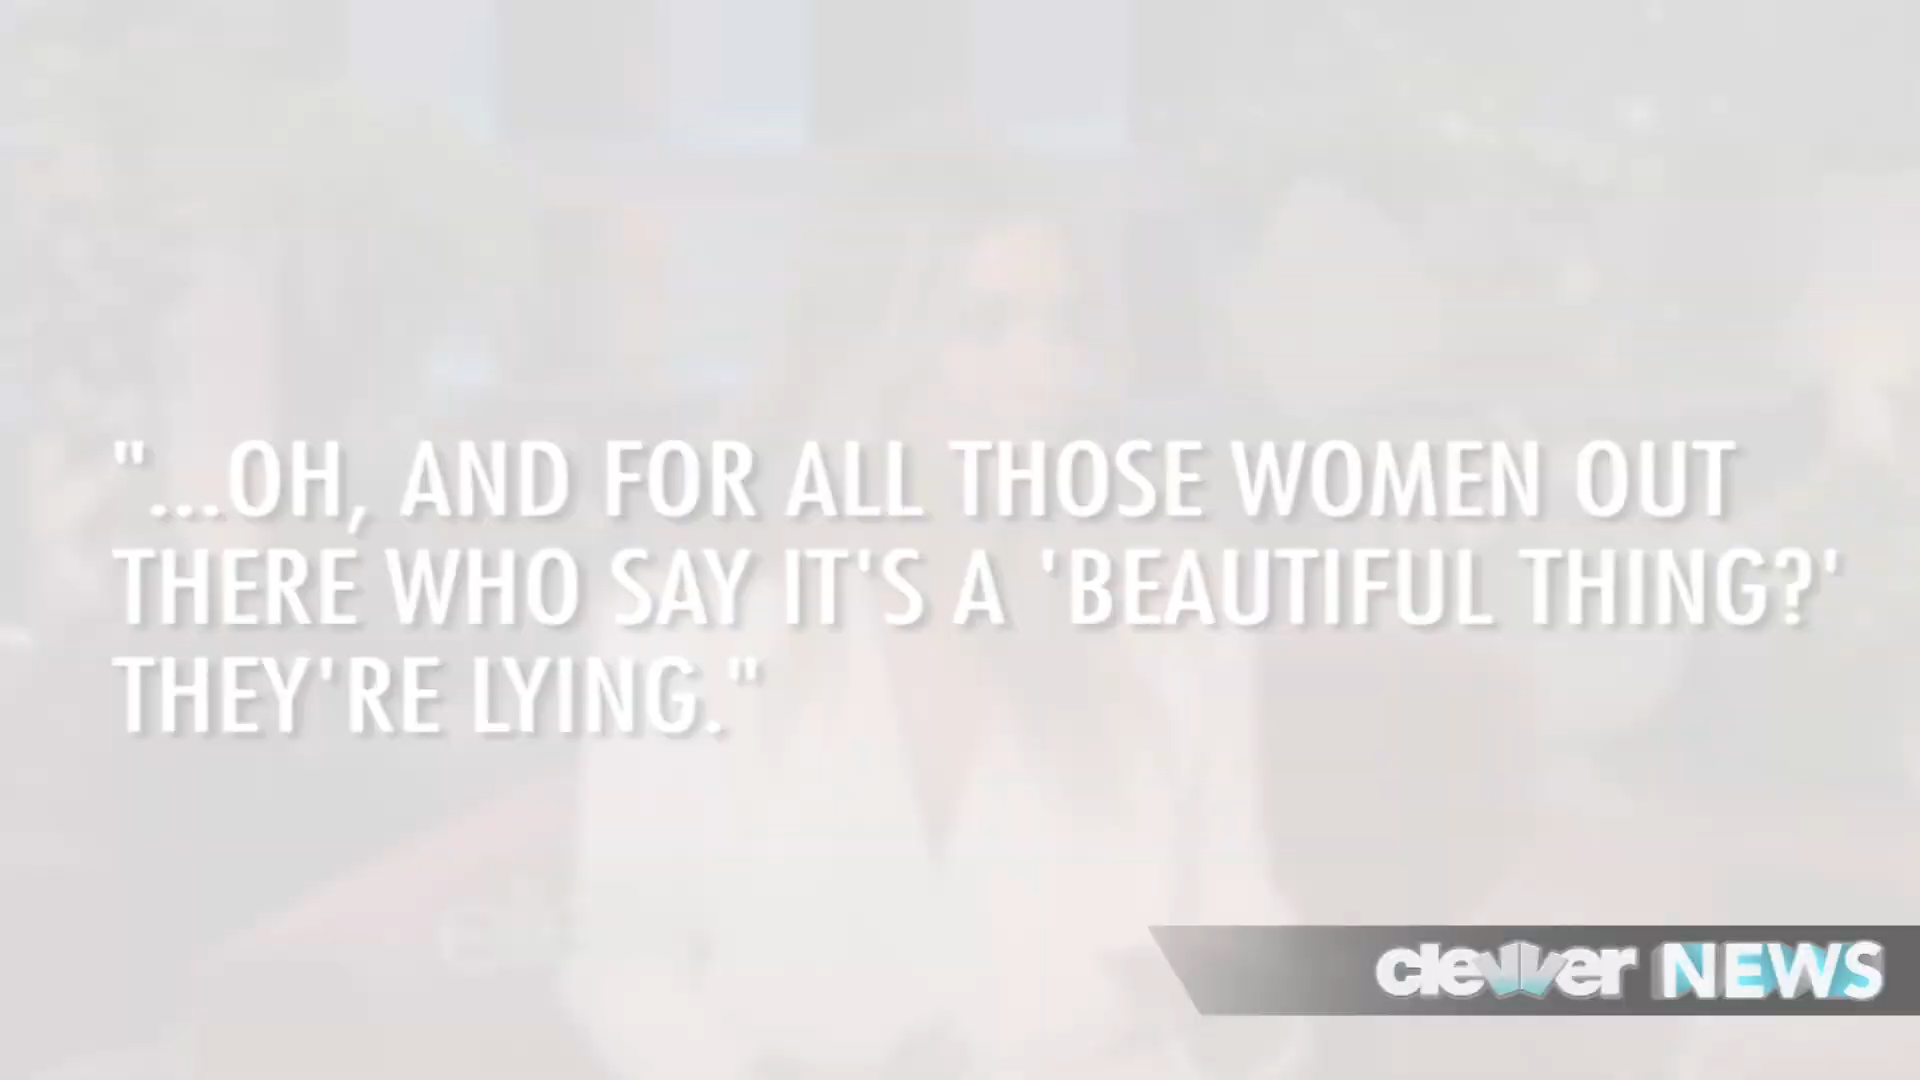 "...OH, AND FOR ALL THOSE WOMEN OUT
THERE WHO SAY IT'S A 'BEAUTIFUL THING?'
THEY'RE LYING."
clevver NEWS